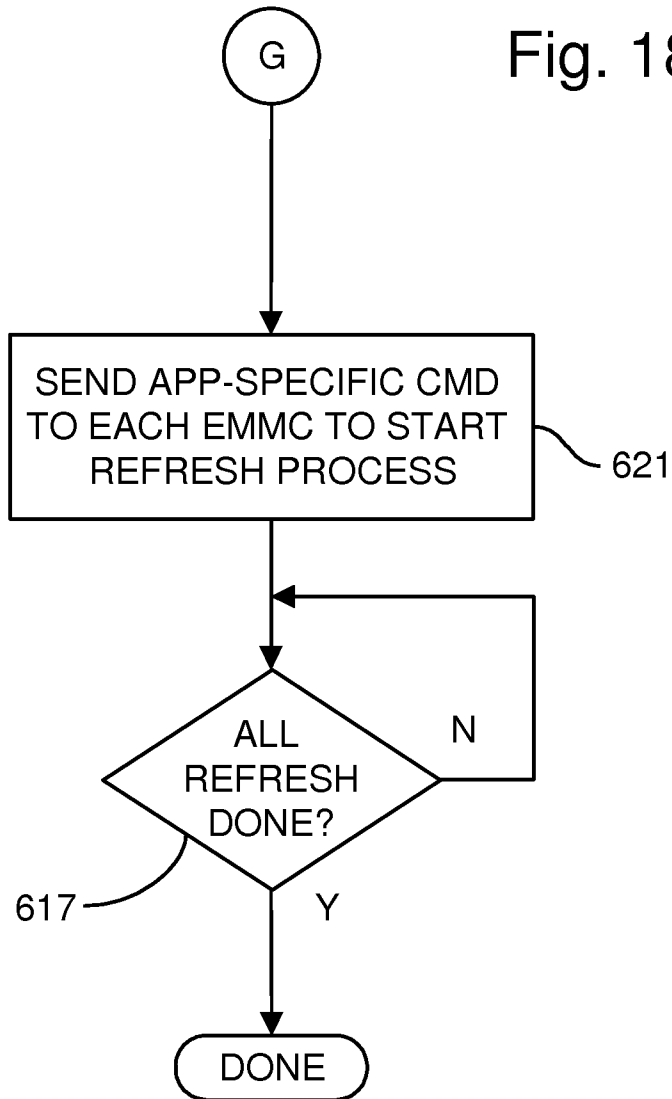 G
Fig. 18
SEND APP-SPECIFIC CMD
TO EACH EMMC TO START
REFRESH PROCESS
621
ALL
REFRESH
DONE?
N
617
Y
DONE